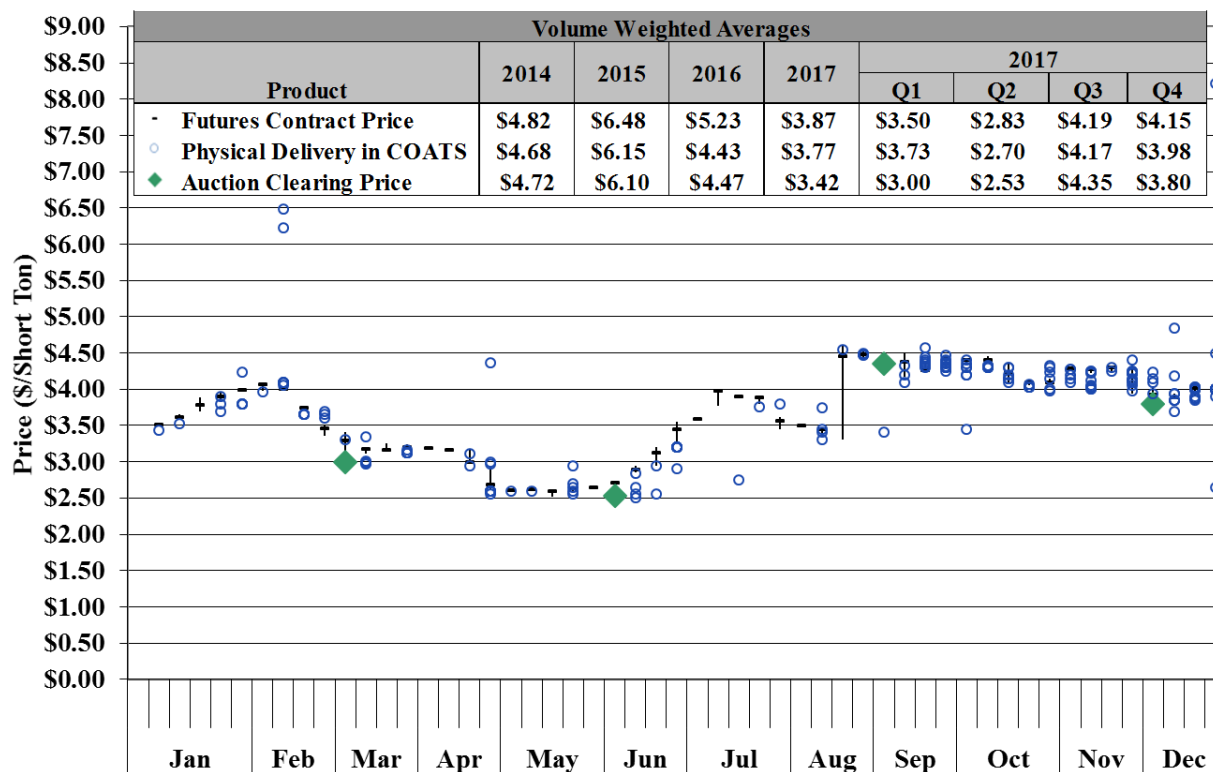 Volume Weighted Averages
Product 2014 2015 2016 2017 2017
Q1 Q2 Q3 Q4
Futures Contract Price $4.82 $6.48 $5.23 $3.87 $3.50 $2.83 $4.19 $4.15
Physical Delivery in COATS $4.68 $6.15 $4.43 $3.77 $3.73 $2.70 $4.17 $3.98
Auction Clearing Price $4.72 $6.10 $4.47 $3.42 $3.00 $2.53 $4.35 $3.80
Price ($/Short Ton)
$9.00
$8.50
$8.00
$7.50
$7.00
$6.50
$6.00
$5.50
$5.00
$4.50
$4.00
$3.50
$3.00
$2.50
$2.00
$1.50
$1.00
$0.50
$0.00
Jan Feb Mar Apr May Jun Jul Aug Sep Oct Nov Dec